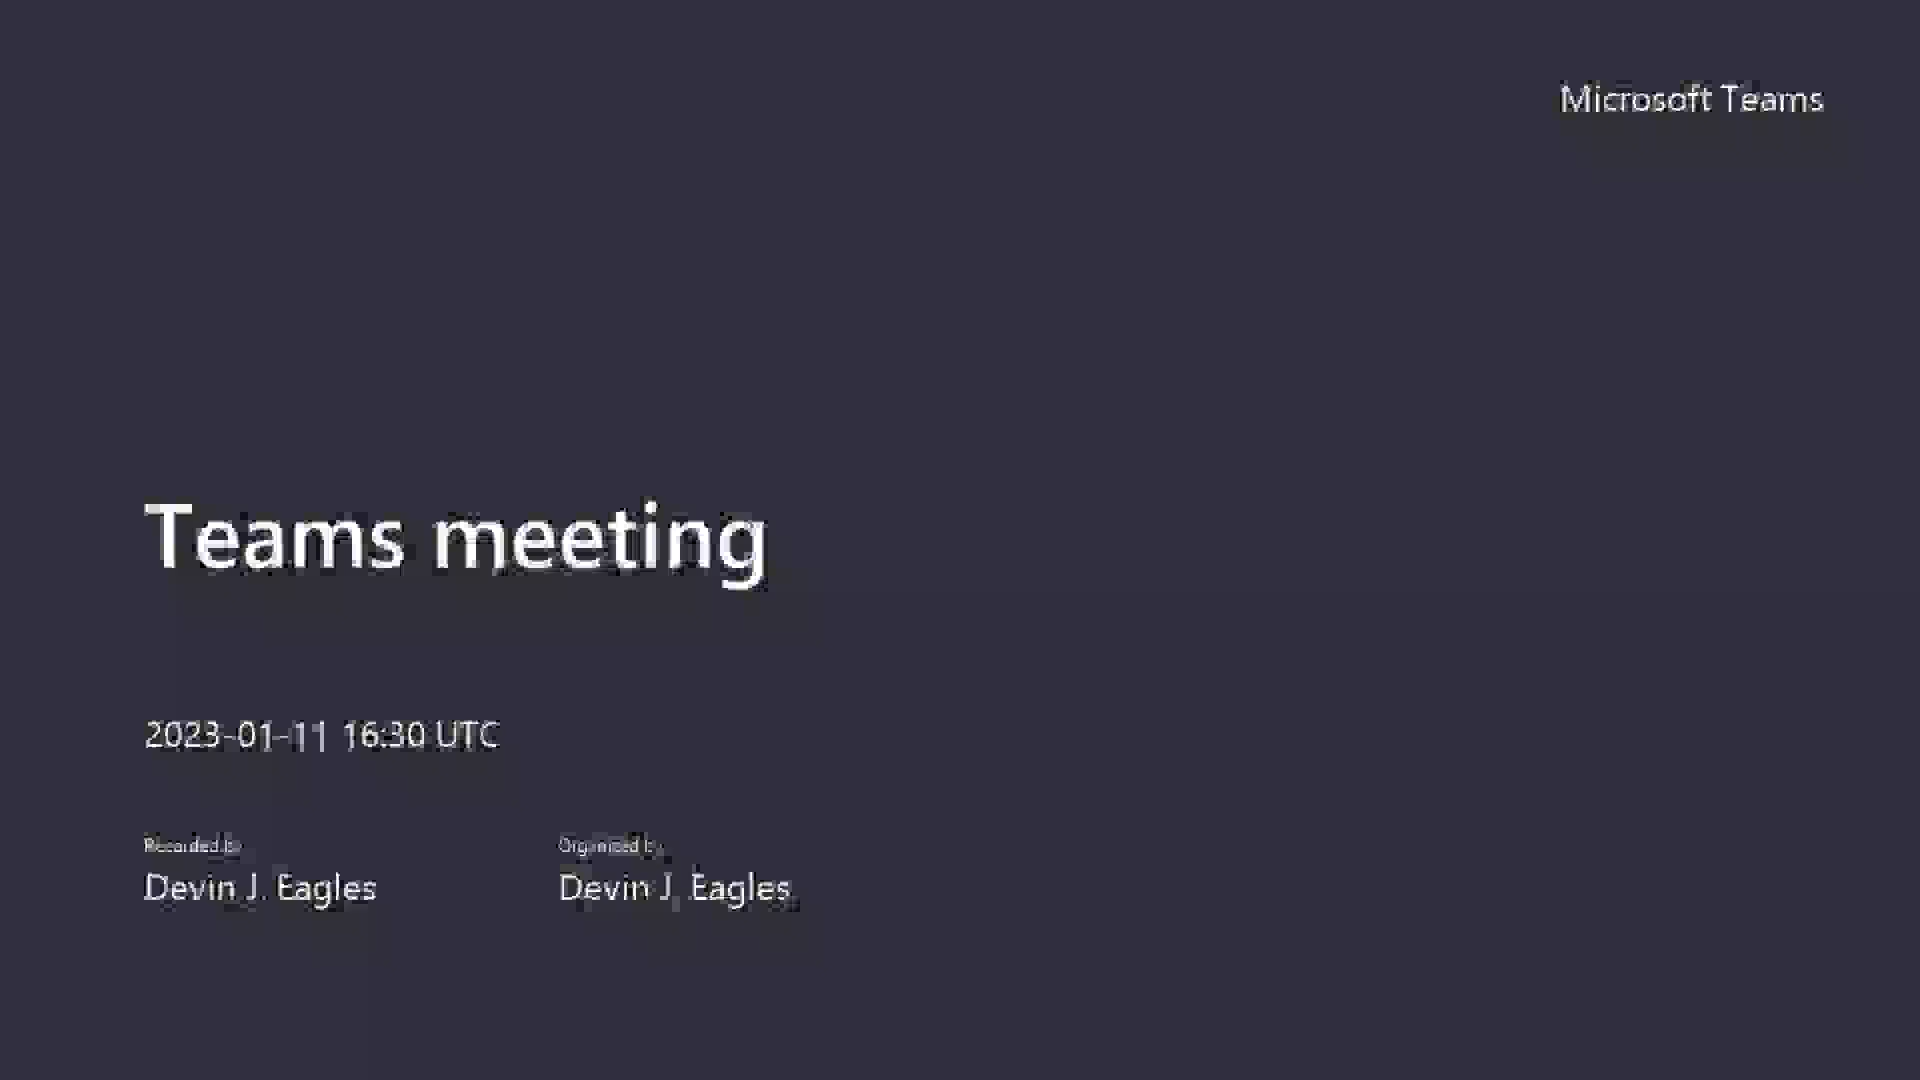 Microsoft Teams
Teams meeting
2023-01-11 16:30 UTC
Recorded by
Organized by
Devin J. Eagles
Devin J. Eagles